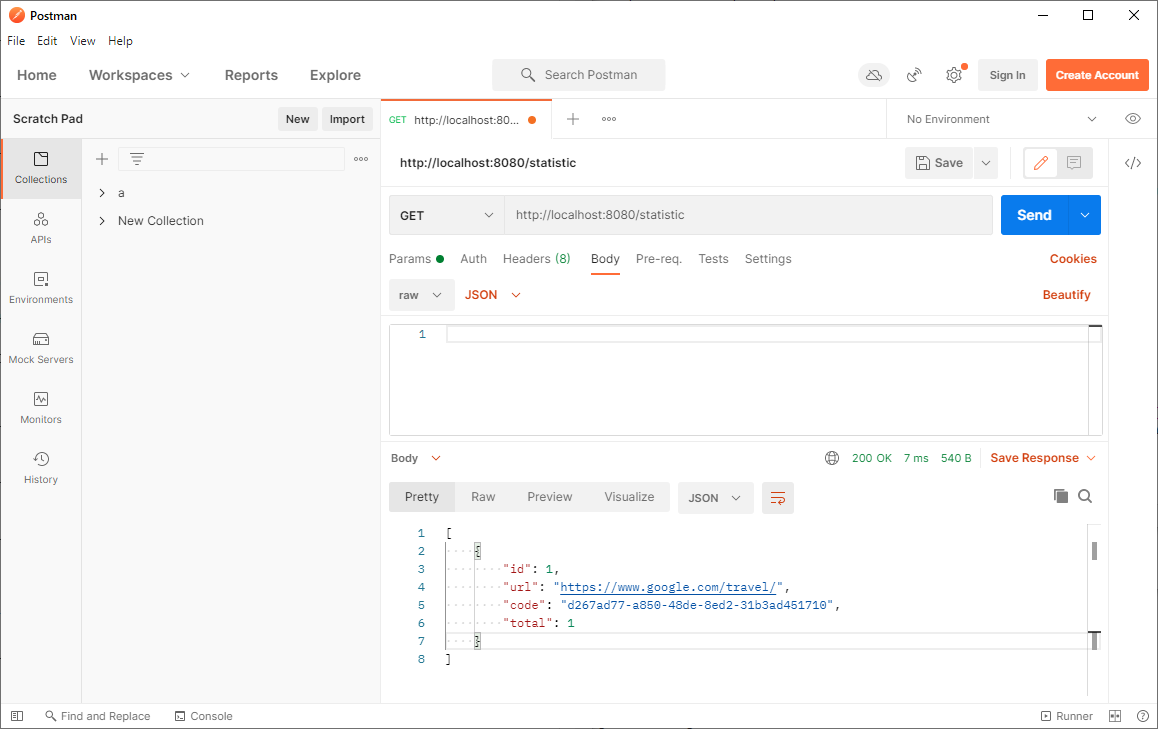 Postman
File Edit View Help
Home Workspaces Reports Explore Search Postman Sign In Create Account
Scratch Pad New Import GET http://localhost:80... No Environment
Collections
APIs
Environments
Mock Servers
Monitors
History
a
New Collection
http://localhost:8080/statistic Save
GET http://localhost:8080/statistic Send
Params Auth Headers (8) Body Pre-req. Tests Settings Cookies
raw JSON Beautify
1
Body 200 OK 7 ms 540 B Save Response
Pretty Raw Preview Visualize JSON
1 [
2 {
3 "id": 1,
4 "url": "https://www.google.com/travel/",
5 "code": "d267ad77-a850-48de-8ed2-31b3ad451710",
6 "total": 1
7 }
8 ]
Find and Replace Console Runner